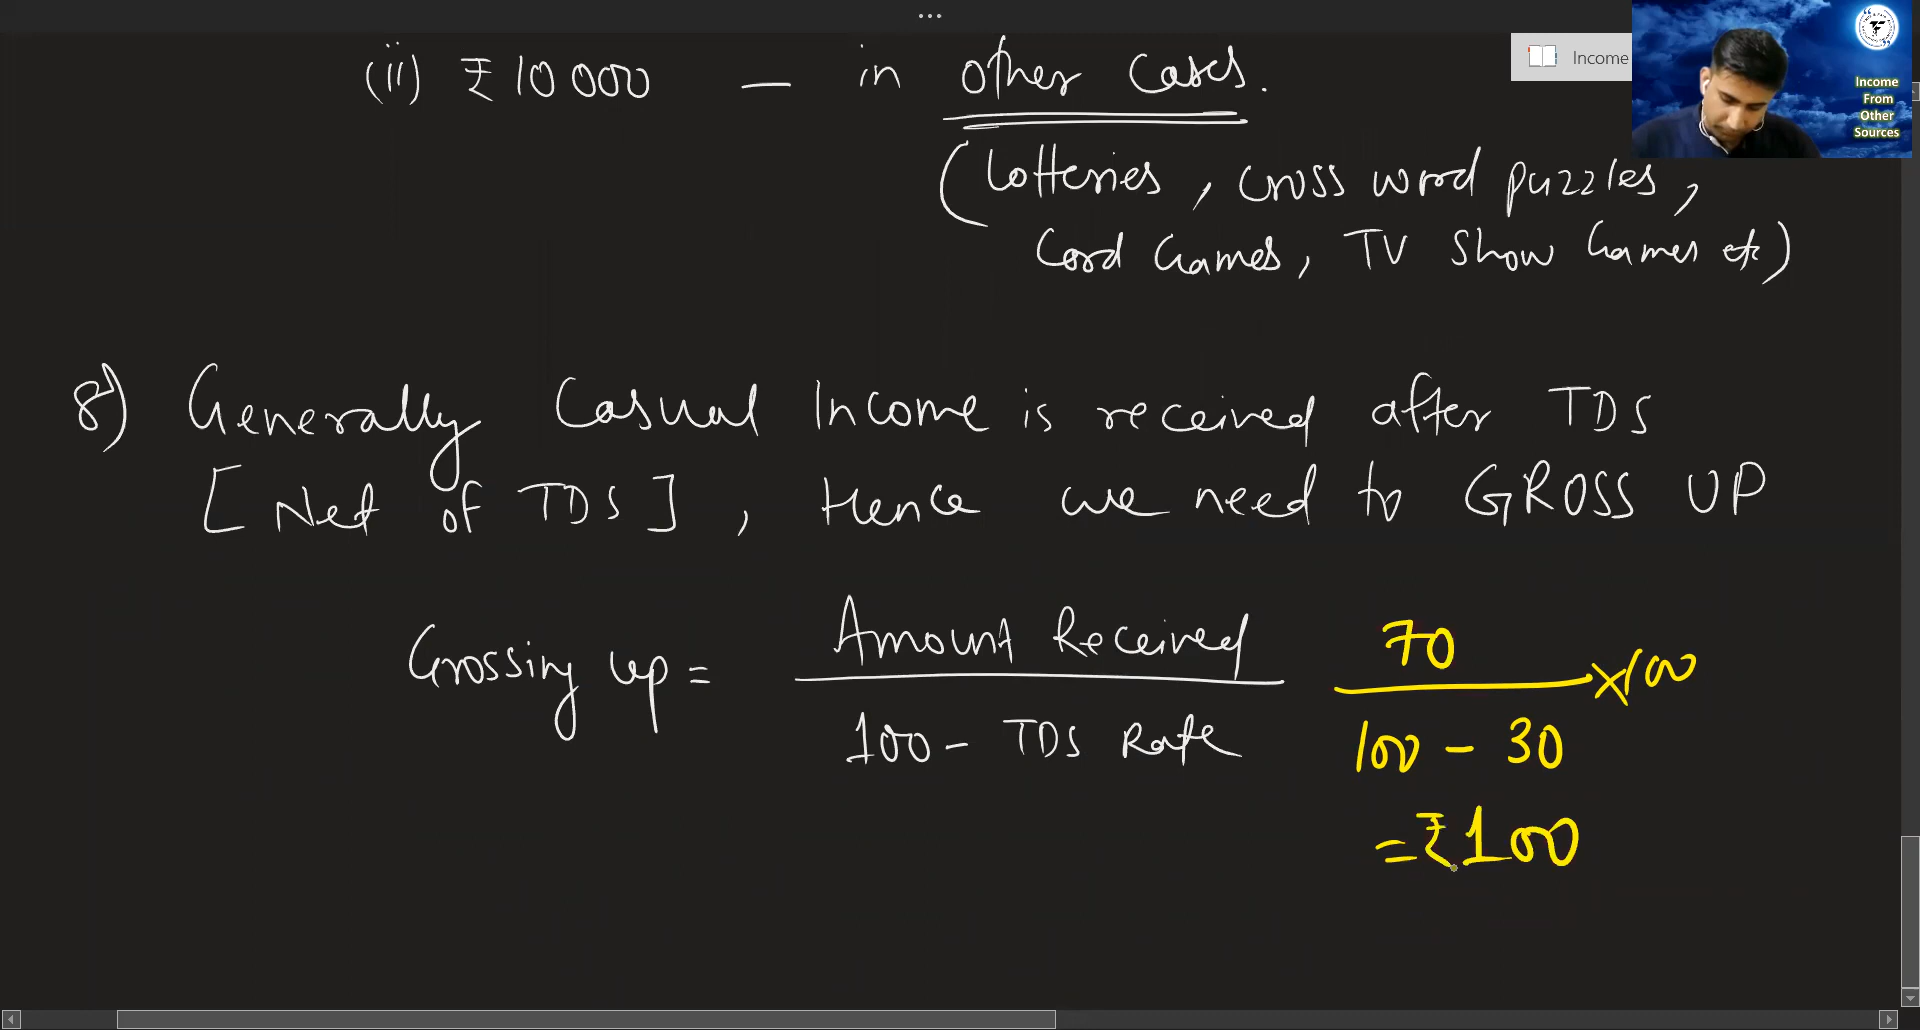 ...
(ii) ₹ 10 000 — in other cases.
Income
Income
From
Other
Sources
(Lotteries, cross word puzzles,
Card Games, TV Show Games etc)
8) Generally Casual Income is received after TDS
[Net of TDS], Hence we need to GROSS UP
Grossing up = Amount Received
100 - TDS Rate
70
100 - 30
×100
= ₹100